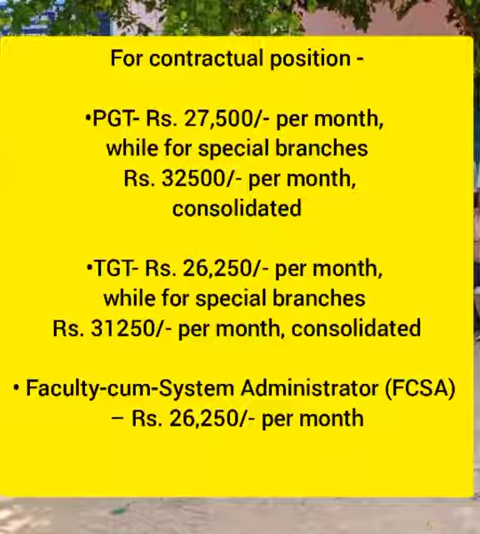 For contractual position -
•PGT- Rs. 27,500/- per month,
while for special branches
Rs. 32500/- per month,
consolidated
•TGT- Rs. 26,250/- per month,
while for special branches
Rs. 31250/- per month, consolidated
• Faculty-cum-System Administrator (FCSA)
– Rs. 26,250/- per month